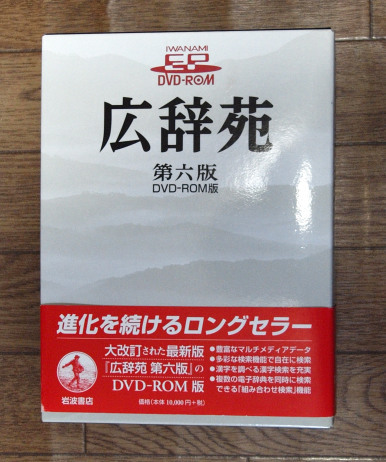 IWANAMI
EP
DVD-ROM
広辞苑
第六版
DVD-ROM版
進化を続けるロングセラー
大改訂された最新版
『広辞苑 第六版』の
DVD-ROM 版
価格(本体 10,000円+税)
●豊富なマルチメディアデータ
●多彩な検索機能で自在に検索
●漢字を調べる漢字検索を充実
●複数の電子辞典を同時に検索
できる「組み合わせ検索」機能
岩波書店